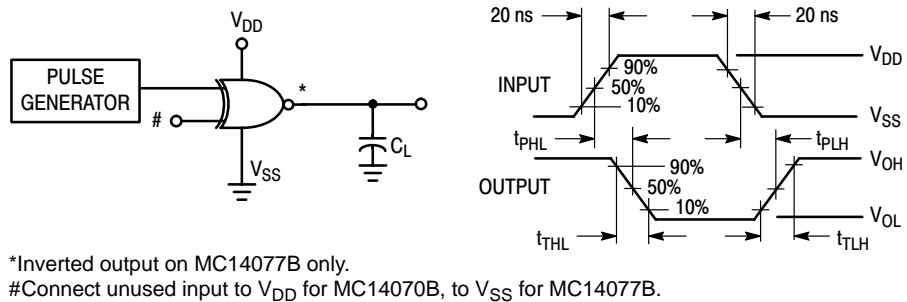 V_DD
PULSE
GENERATOR
*
#
C_L
V_SS
20 ns
20 ns
V_DD
90%
INPUT
50%
10%
V_SS
t_PHL
t_PLH
V_OH
90%
OUTPUT
50%
10%
V_OL
t_THL
t_TLH
*Inverted output on MC14077B only.
#Connect unused input to V_DD for MC14070B, to V_SS for MC14077B.